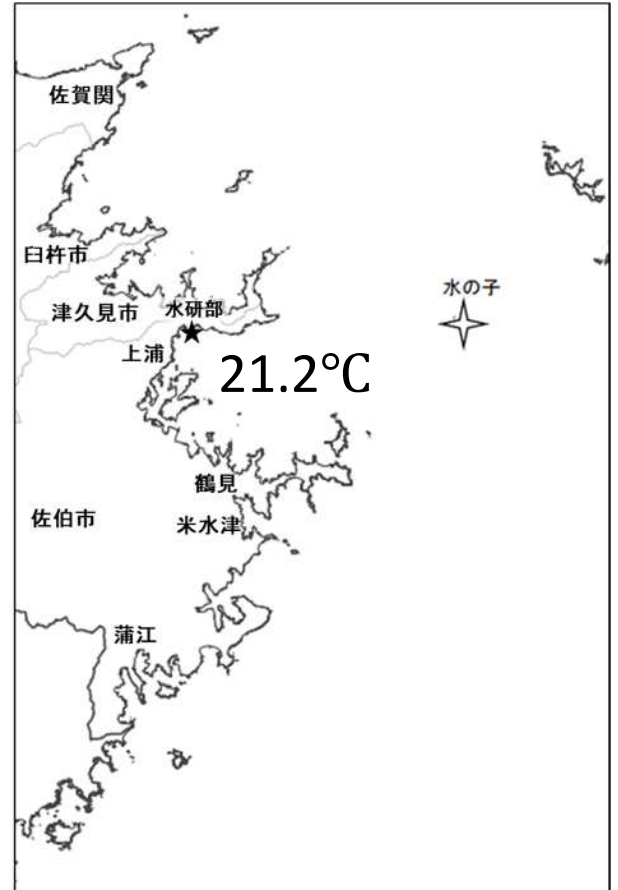 佐賀関
臼杵市
水の子
津久見市
水研部
上浦
21.2℃
鶴見
佐伯市
米水津
蒲江